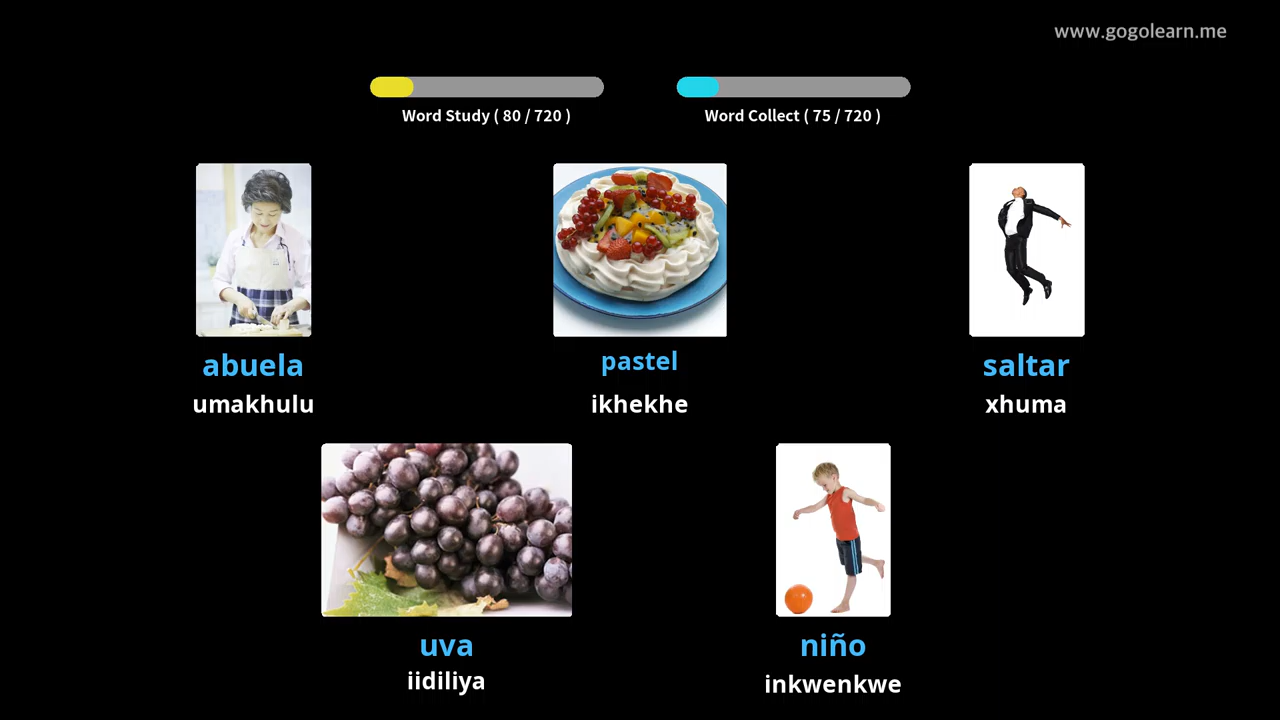 www.gogolearn.me
Word Study ( 80 / 720 )
Word Collect ( 75 / 720 )
abuela
umakhulu
pastel
ikhekhe
saltar
xhuma
uva
iidiliya
niño
inkwenkwe